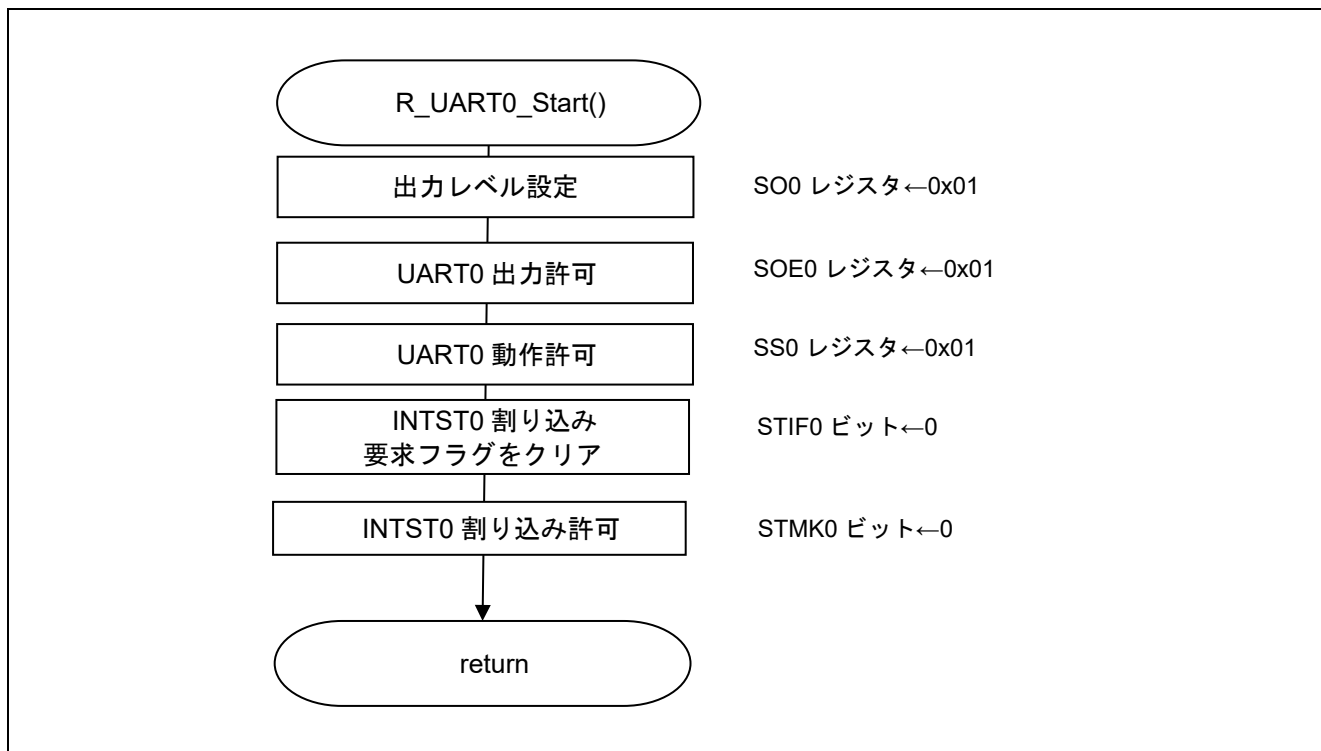 R_UART0_Start()
出力レベル設定
SO0 レジスタ←0x01
UART0 出力許可
SOE0 レジスタ←0x01
UART0 動作許可
SS0 レジスタ←0x01
INTST0 割り込み
要求フラグをクリア
STIF0 ビット←0
INTST0 割り込み許可
STMK0 ビット←0
return